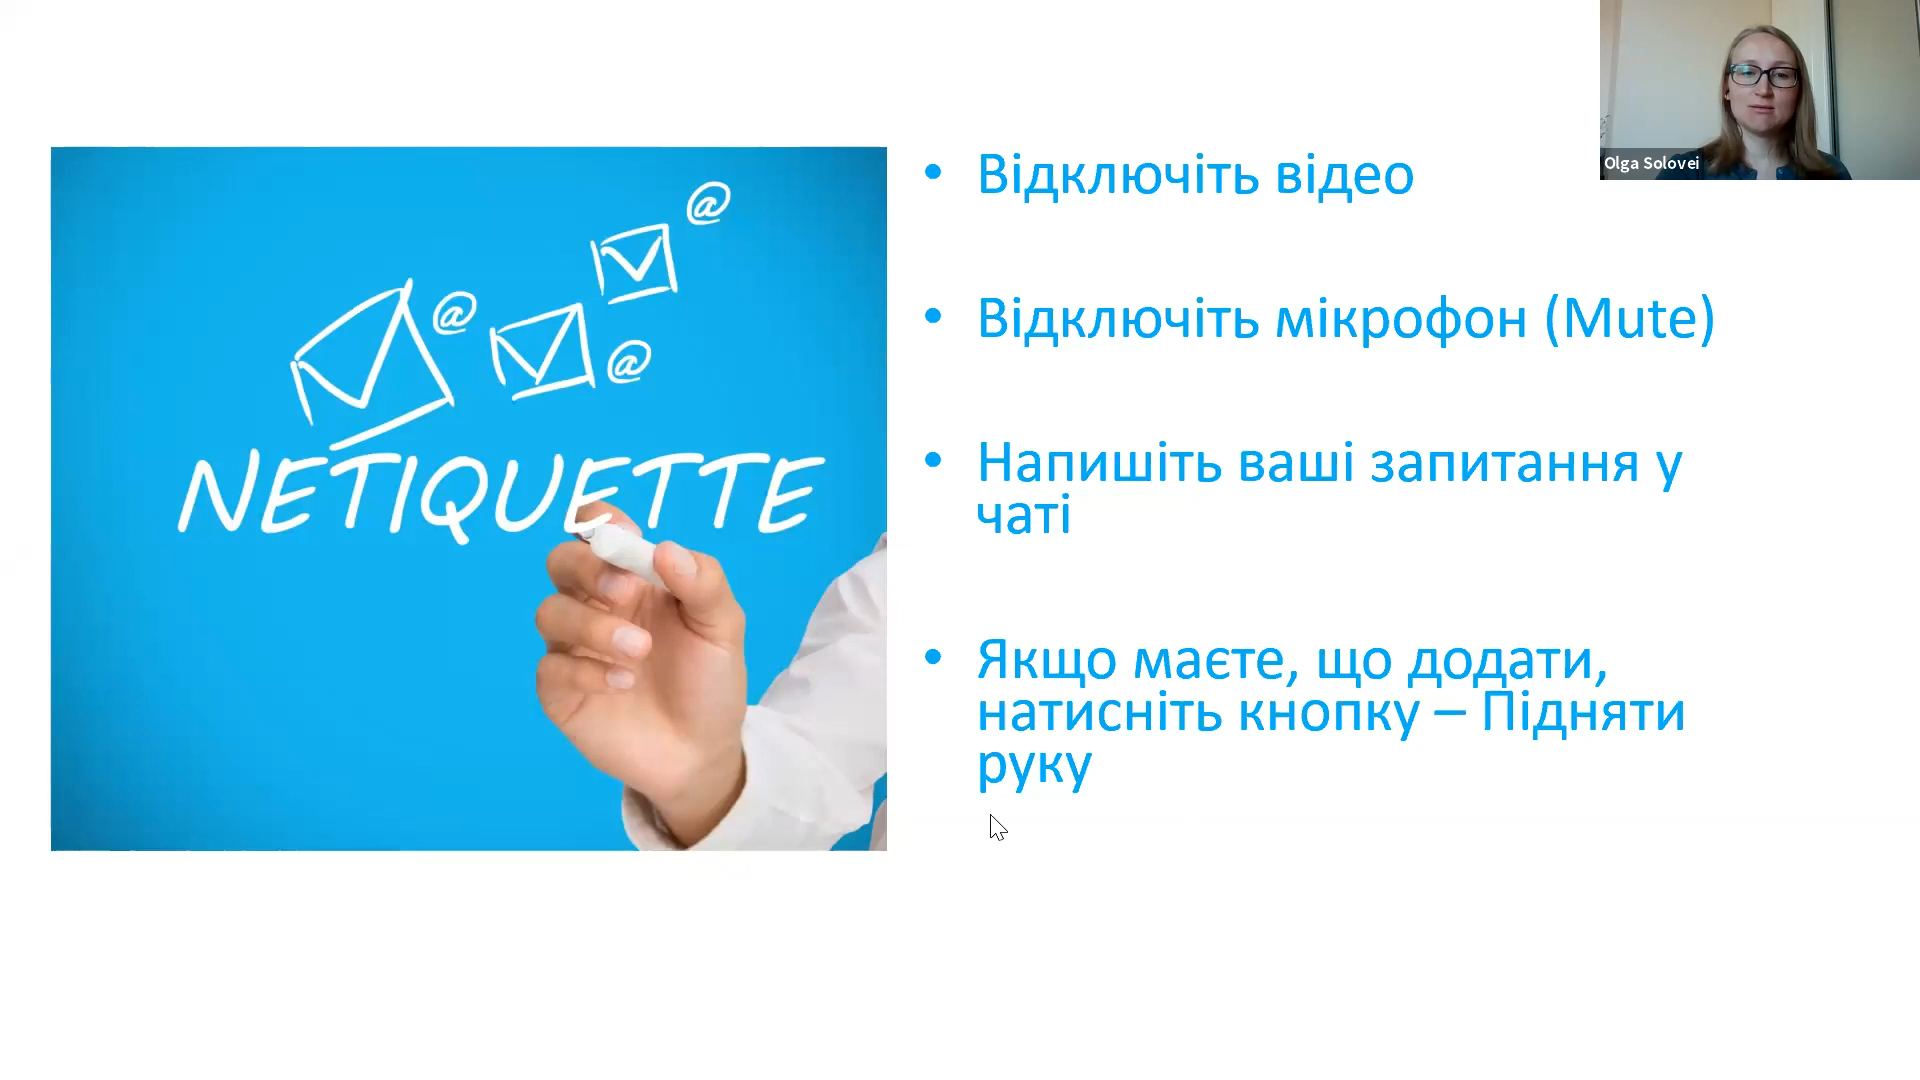 @
@
@
NETIQUETTE
• Відключіть відео
• Відключіть мікрофон (Mute)
• Напишіть ваші запитання у
чаті
• Якщо маєте, що додати,
натисніть кнопку – Підняти
руку
Olga Solovei